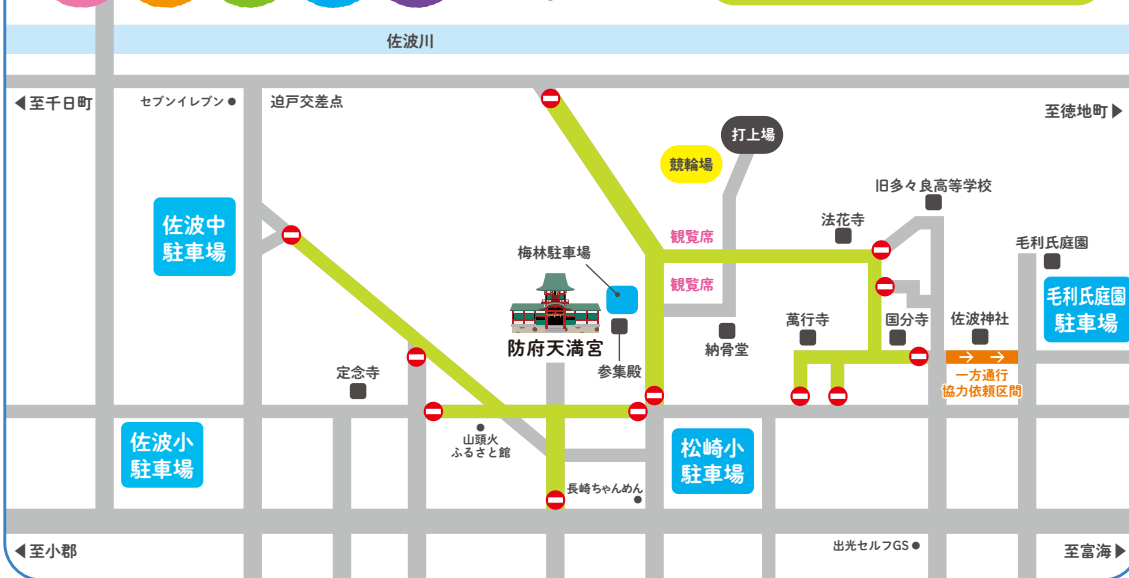 佐波川
◀至千日町
セブンイレブン
迫戸交差点
至徳地町▶
打上場
競輪場
旧多々良高等学校
佐波中
駐車場
法花寺
観覧席
毛利氏庭園
梅林駐車場
観覧席
毛利氏庭園
駐車場
萬行寺
国分寺
佐波神社
防府天満宮
納骨堂
参集殿
定念寺
一方通行
協力依頼区間
佐波小
駐車場
山頭火
ふるさと館
松崎小
駐車場
長崎ちゃんめん
◀至小郡
出光セルフGS
至富海▶